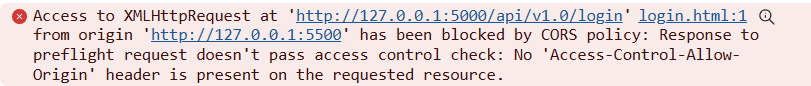 Access to XMLHttpRequest at 'http://127.0.0.1:5000/api/v1.0/login' login.html:1
from origin 'http://127.0.0.1:5500' has been blocked by CORS policy: Response to
preflight request doesn't pass access control check: No 'Access-Control-Allow-
Origin' header is present on the requested resource.